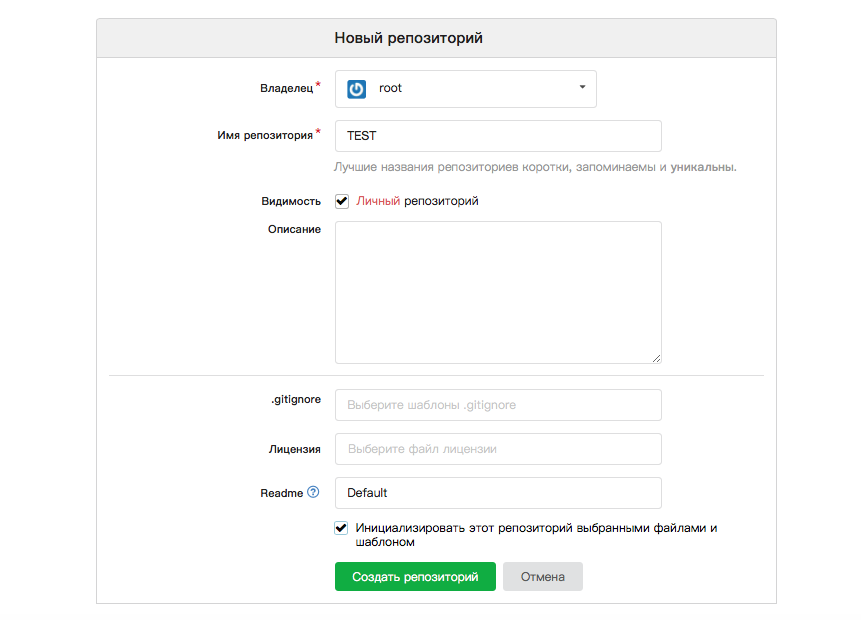 Новый репозиторий
Владелец*
root
Имя репозитория*
TEST
Лучшие названия репозиториев коротки, запоминаемы и уникальны.
Видимость
Личный репозиторий
Описание
.gitignore
Выберите шаблоны .gitignore
Лицензия
Выберите файл лицензии
Readme ?
Default
Инициализировать этот репозиторий выбранными файлами и
шаблоном
Создать репозиторий
Отмена